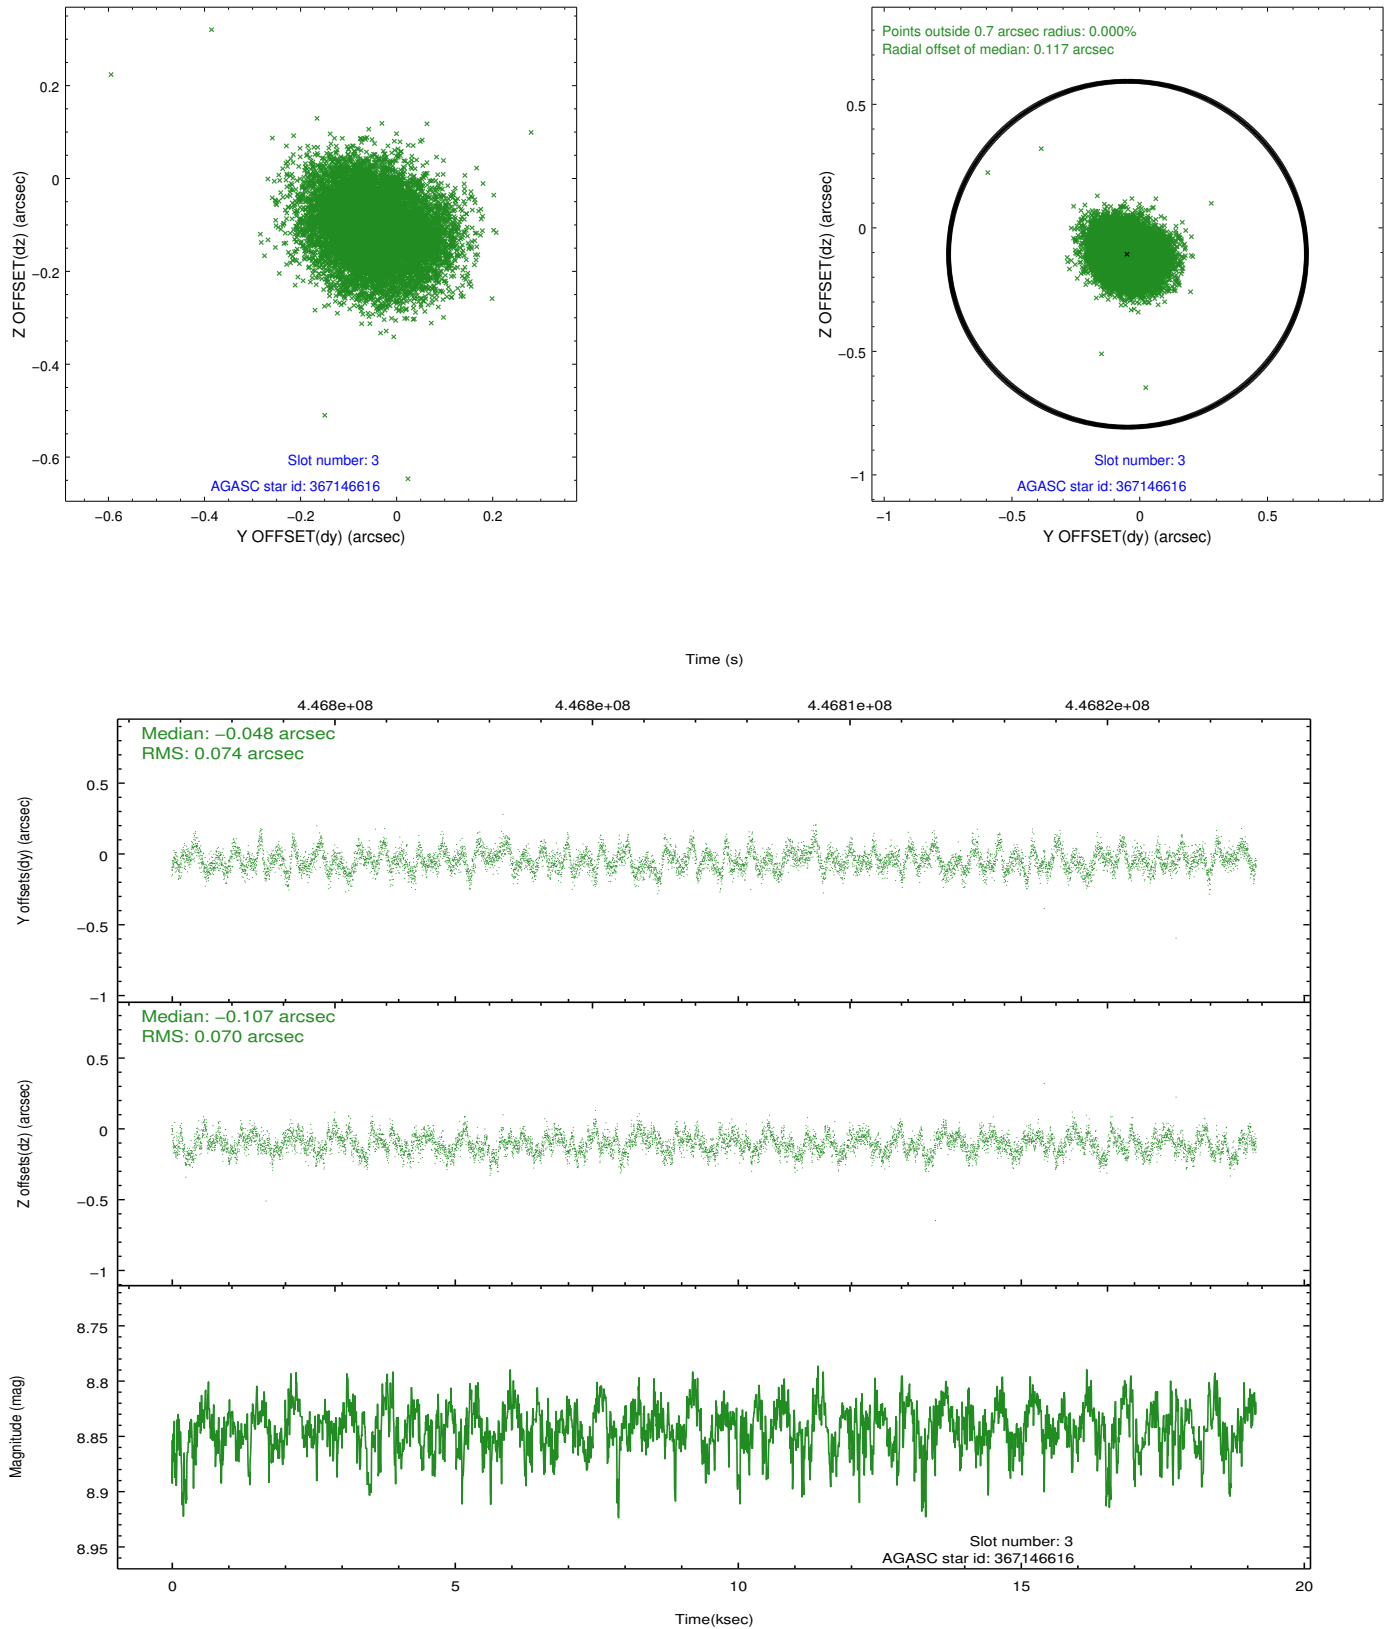 0.2
0
−0.2
−0.4
−0.6
Z OFFSET(dz) (arcsec)
Slot number: 3
AGASC star id: 367146616
−0.6
−0.4
−0.2
0
0.2
Y OFFSET(dy) (arcsec)
Points outside 0.7 arcsec radius: 0.000%
Radial offset of median: 0.117 arcsec
0.5
0
−0.5
−1
Z OFFSET(dz) (arcsec)
Slot number: 3
AGASC star id: 367146616
−1
−0.5
0
0.5
Y OFFSET(dy) (arcsec)
Time (s)
4.468e+08
4.468e+08
4.4681e+08
4.4682e+08
Median: −0.048 arcsec
RMS: 0.074 arcsec
0.5
0
−0.5
−1
Y offsets(dy) (arcsec)
Median: −0.107 arcsec
RMS: 0.070 arcsec
0.5
0
−0.5
−1
Z offsets(dz) (arcsec)
8.75
8.8
8.85
8.9
8.95
Magnitude (mag)
Slot number: 3
AGASC star id: 367146616
0
5
10
15
20
Time(ksec)